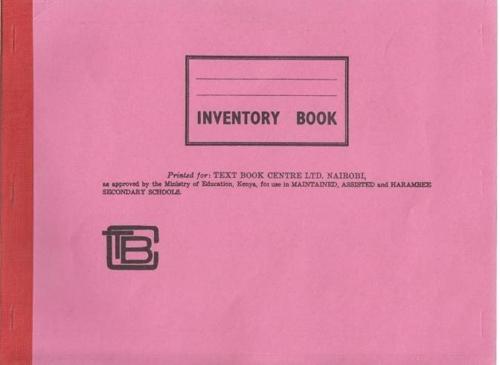 INVENTORY BOOK
Printed for: TEXT BOOK CENTRE LTD. NAIROBI,
as approved by the Ministry of Education, Kenya, for use in MAINTAINED, ASSISTED and HARAMBEE
SECONDARY SCHOOLS.
TBC